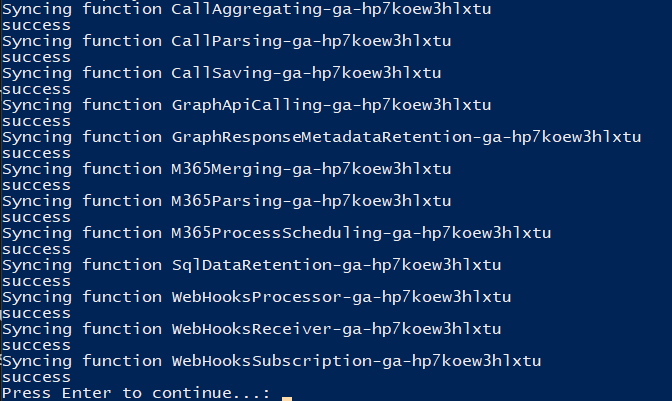 Syncing function CallAggregating-ga-hp7koew3hlxtu
success
Syncing function CallParsing-ga-hp7koew3hlxtu
success
Syncing function CallSaving-ga-hp7koew3hlxtu
success
Syncing function GraphApiCalling-ga-hp7koew3hlxtu
success
Syncing function GraphResponseMetadataRetention-ga-hp7koew3hlxtu
success
Syncing function M365Merging-ga-hp7koew3hlxtu
success
Syncing function M365Parsing-ga-hp7koew3hlxtu
success
Syncing function M365ProcessScheduling-ga-hp7koew3hlxtu
success
Syncing function SqlDataRetention-ga-hp7koew3hlxtu
success
Syncing function WebHooksProcessor-ga-hp7koew3hlxtu
success
Syncing function WebHooksReceiver-ga-hp7koew3hlxtu
success
Syncing function WebHooksSubscription-ga-hp7koew3hlxtu
success
Press Enter to continue...: